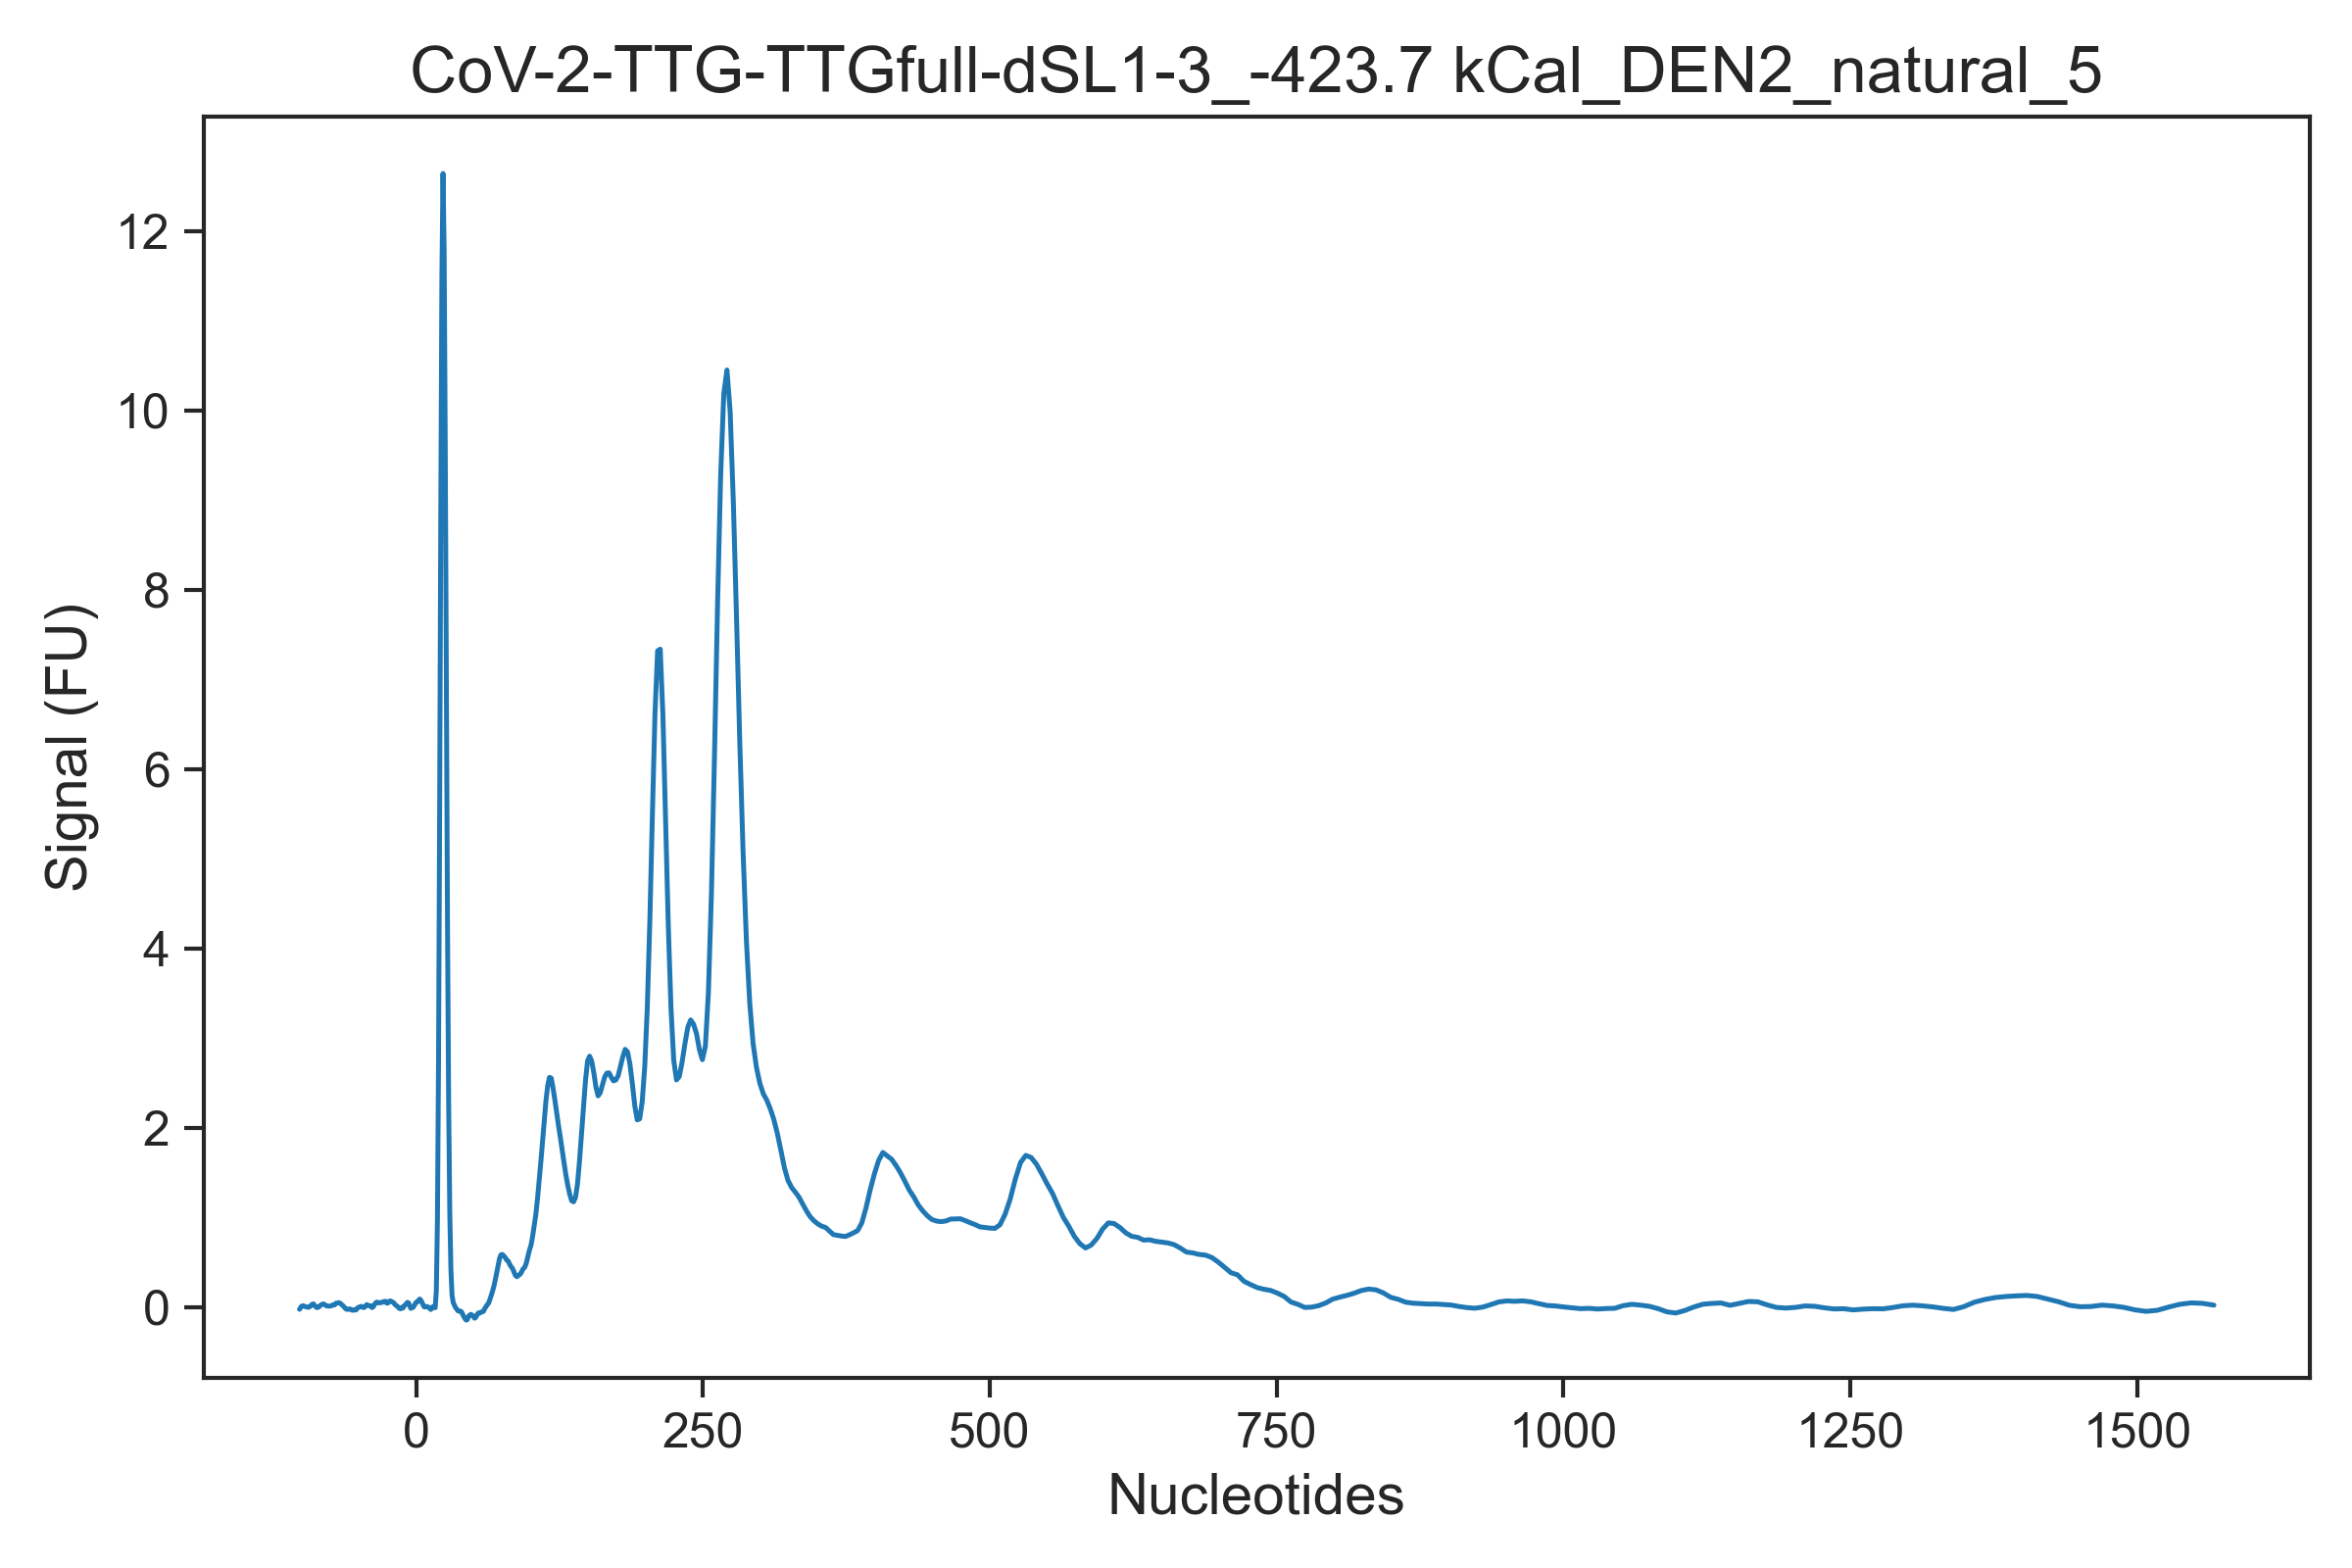 CoV-2-TTG-TTGfull-dSL1-3_-423.7 kCal_DEN2_natural_5
Signal (FU)
12
10
8
6
4
2
0
0 250 500 750 1000 1250 1500
Nucleotides